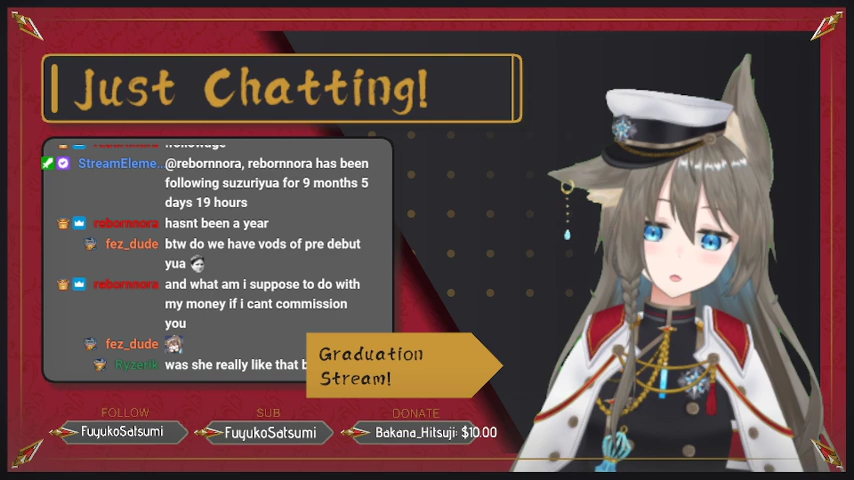 Just Chatting!
StreamEleme.. @rebornnora, rebornnora has been
following suzuriyua for 9 months 5
days 19 hours
rebornnora hasnt been a year
fez_dude btw do we have vods of pre debut
yua
rebornnora and what am i suppose to do with
my money if i cant commission
you
fez_dude
Ryzerik was she really like that b
Graduation
Stream!
FOLLOW SUB DONATE
FuyukoSatsumi FuyukoSatsumi Bakana_Hitsuji: $10.00